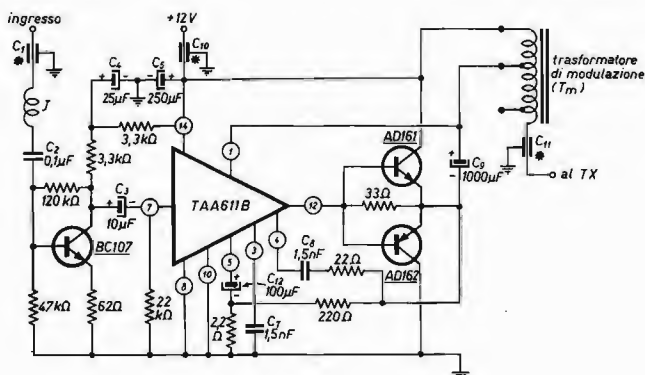 ingresso
+12V
C1
*
C4
25µF
C5
250µF
C10
*
trasformatore
di modulazione
(Tm)
J
C2
0,1µF
3,3kΩ
14
1
3,3kΩ
AD161
C11
*
C9
1000µF
al TX
120kΩ
C3
10µF
7
TAA611B
12
33Ω
BC107
AD162
4
C8
1,5nF
22Ω
8
10
5
3
C12
100µF
47kΩ
62Ω
22
kΩ
2,2
Ω
C7
1,5nF
220Ω